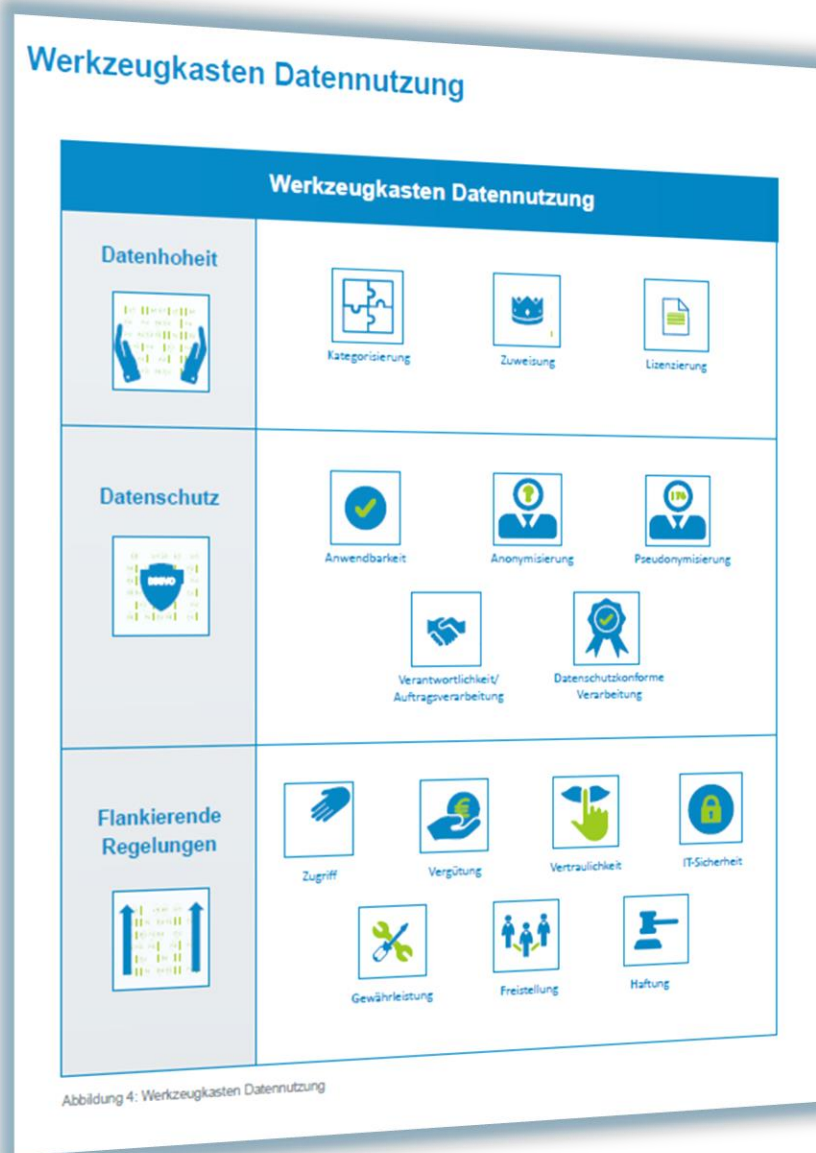 Werkzeugkasten Datennutzung
Werkzeugkasten Datennutzung
Datenhoheit
Kategorisierung
Zuweisung
Lizenzierung
Datenschutz
DSGVO
Anwendbarkeit
Anonymisierung
Pseudonymisierung
Verantwortlichkeit/
Auftragsverarbeitung
Datenschutzkonforme
Verarbeitung
Flankierende
Regelungen
Zugriff
Vergütung
Vertraulichkeit
IT-Sicherheit
Gewährleistung
Freistellung
Haftung
Abbildung 4: Werkzeugkasten Datennutzung